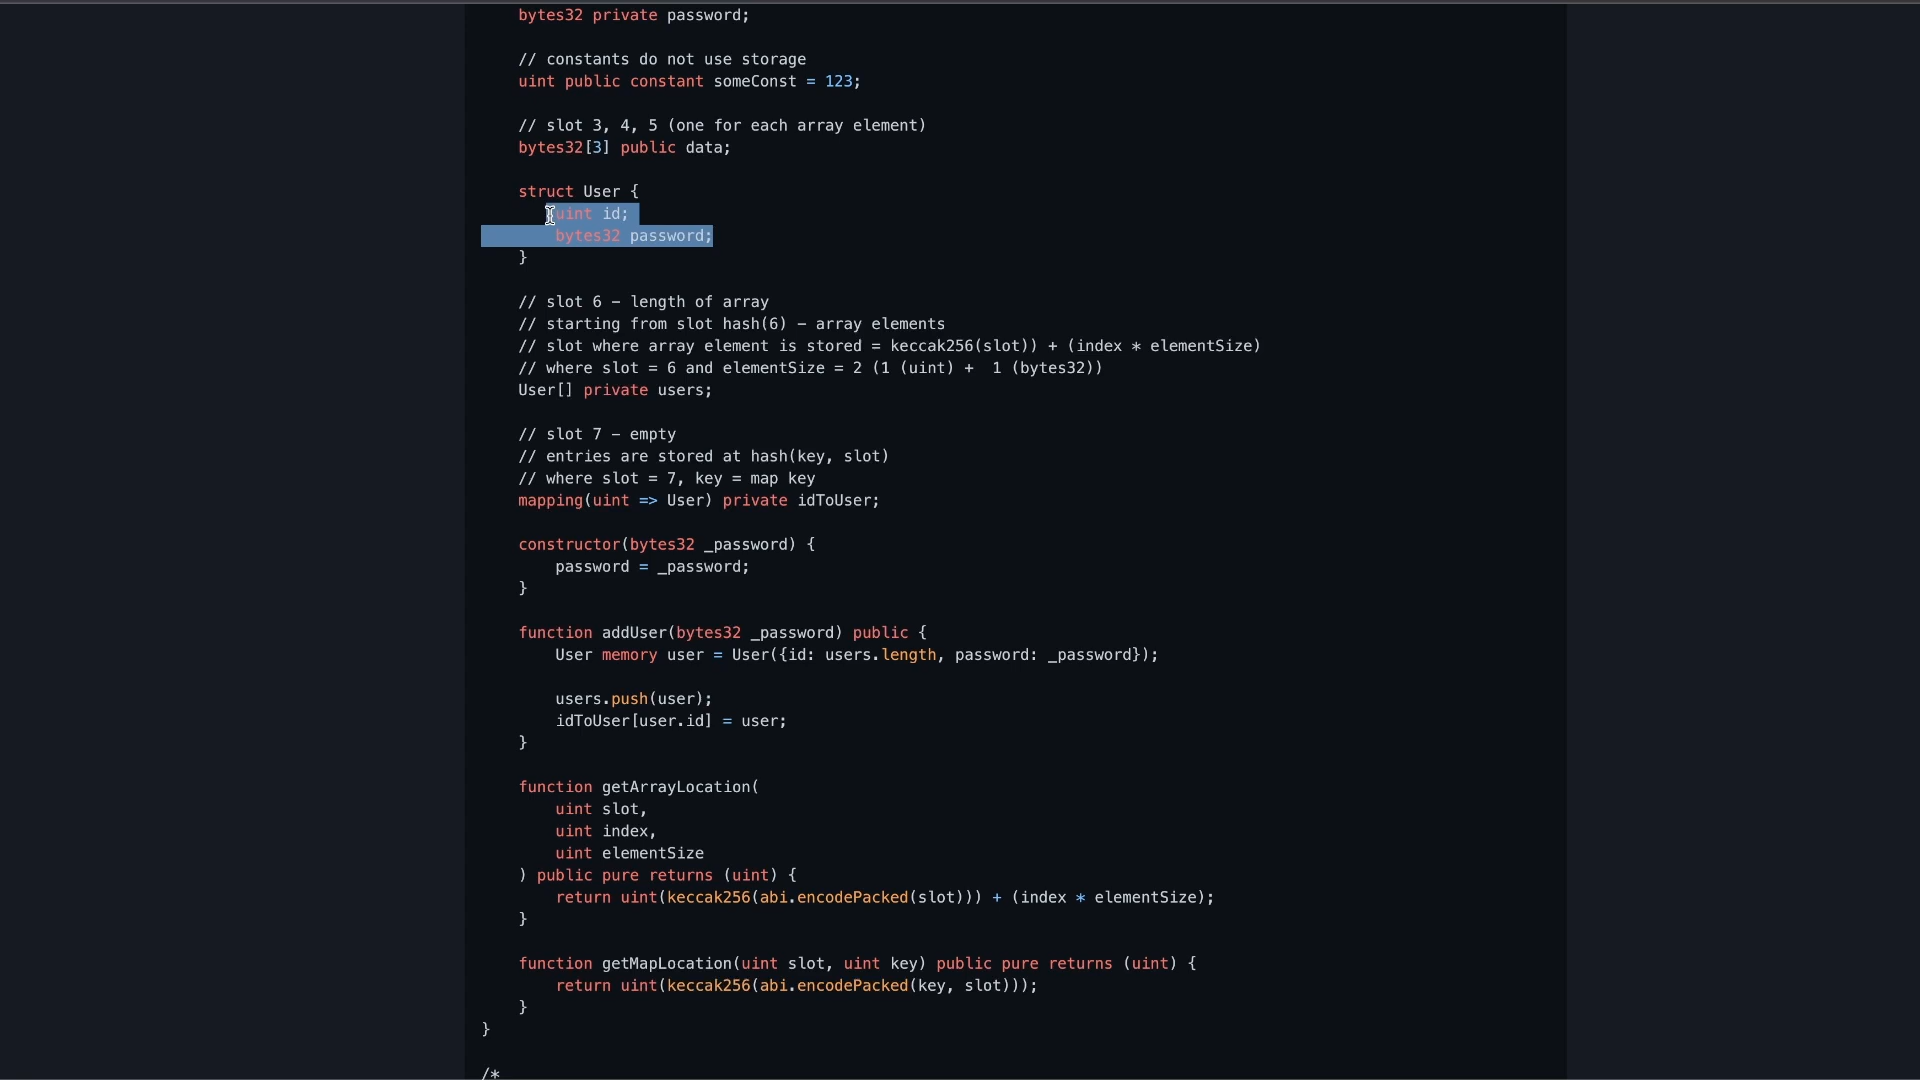 bytes32 private password;
// constants do not use storage
uint public constant someConst = 123;
// slot 3, 4, 5 (one for each array element)
bytes32[3] public data;
struct User {
uint id;
bytes32 password;
}
// slot 6 – length of array
// starting from slot hash(6) – array elements
// slot where array element is stored = keccak256(slot)) + (index * elementSize)
// where slot = 6 and elementSize = 2 (1 (uint) +  1 (bytes32))
User[] private users;
// slot 7 – empty
// entries are stored at hash(key, slot)
// where slot = 7, key = map key
mapping(uint => User) private idToUser;
constructor(bytes32 _password) {
password = _password;
}
function addUser(bytes32 _password) public {
User memory user = User({id: users.length, password: _password});
users.push(user);
idToUser[user.id] = user;
}
function getArrayLocation(
uint slot,
uint index,
uint elementSize
) public pure returns (uint) {
return uint(keccak256(abi.encodePacked(slot))) + (index * elementSize);
}
function getMapLocation(uint slot, uint key) public pure returns (uint) {
return uint(keccak256(abi.encodePacked(key, slot)));
}
}
/*